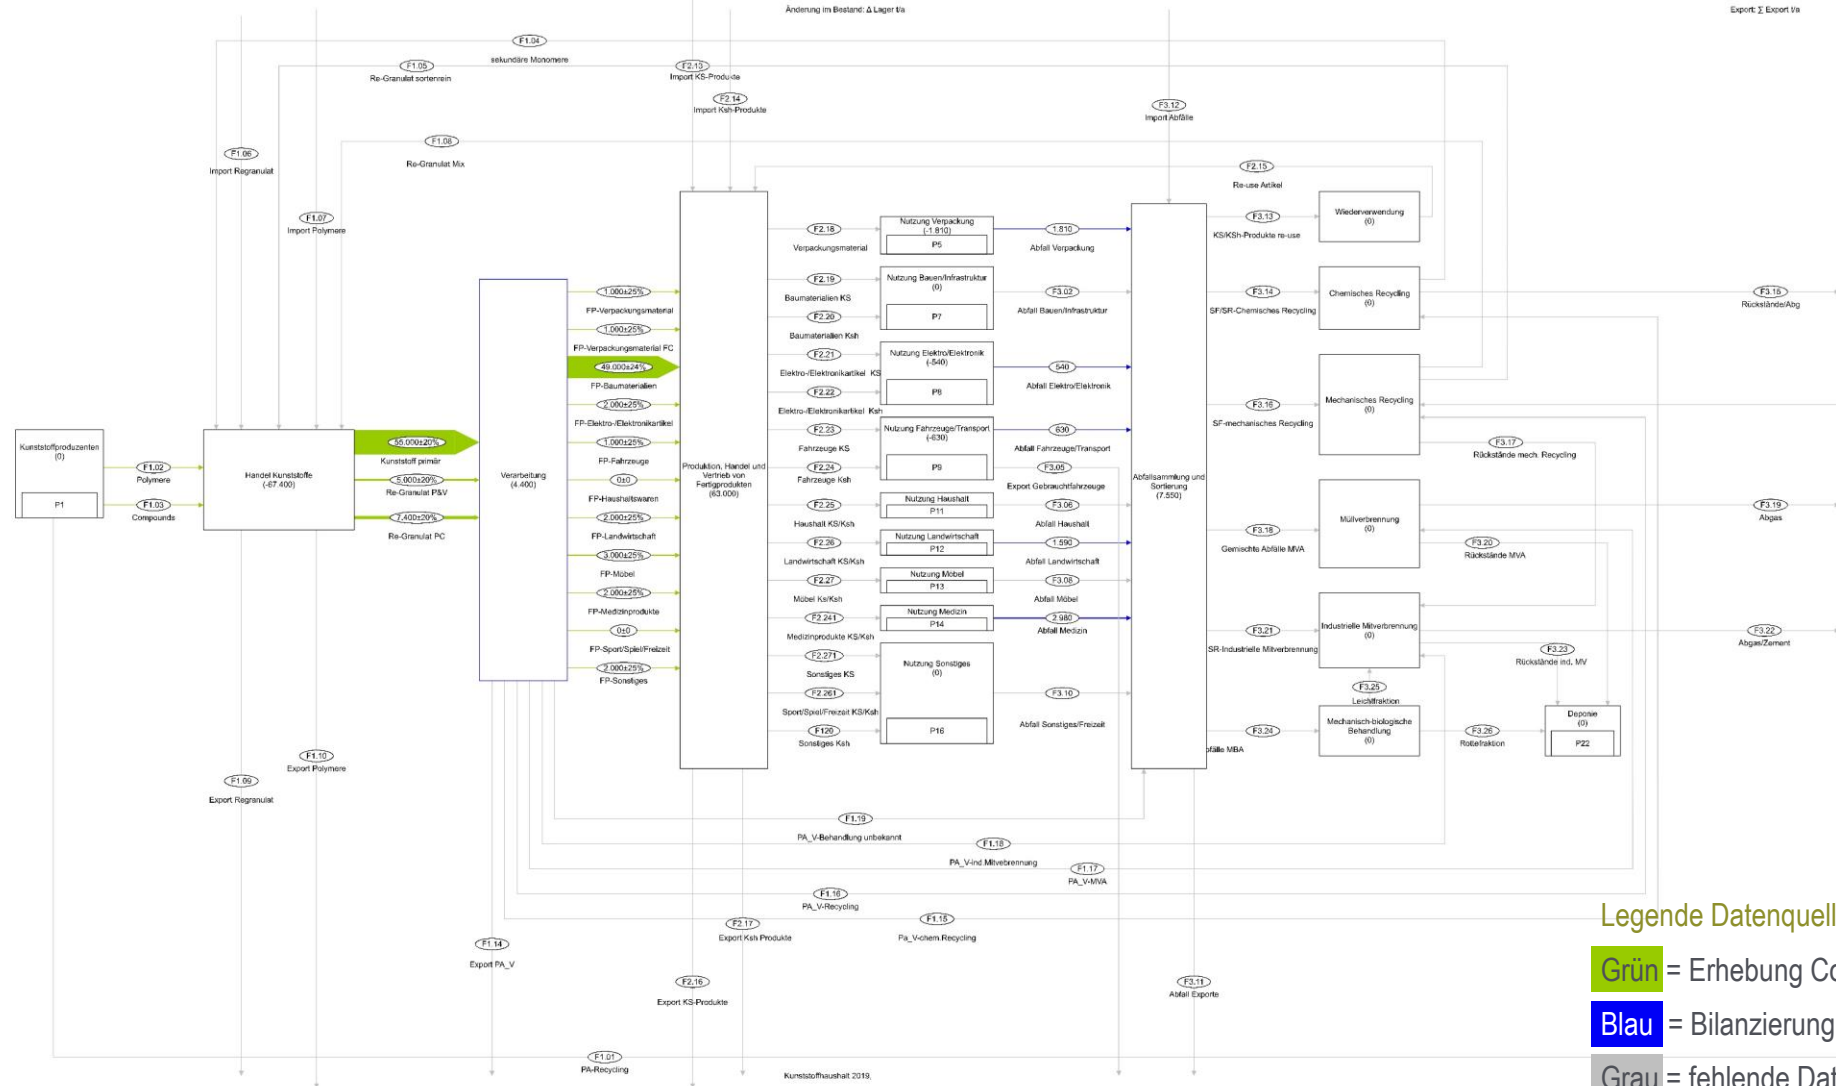 Änderung im Bestand: Δ Lager t/a
Export: ∑ Export t/a
F1.04
sekundäre Monomere
F1.05
Re-Granulat sortenrein
F2.13
Import KS-Produkte
F2.14
Import Ksh-Produkte
F3.12
Import Abfälle
F1.06
Import Regranulat
F1.08
Re-Granulat Mix
F1.07
Import Polymere
F2.15
Re-use Artikel
Kunststoffproduzenten
(0)
P1
F1.02
Polymere
F1.03
Compounds
Handel Kunststoffe
(-67.400)
55.000±20%
Kunststoff primär
5.000±20%
Re-Granulat P&V
7.400±20%
Re-Granulat PC
Verarbeitung
(4.400)
1.000±25%
FP-Verpackungsmaterial
1.000±25%
FP-Verpackungsmaterial FC
49.000±24%
FP-Baumaterialien
2.000±25%
FP-Elektro-/Elektronikartikel
1.000±25%
FP-Fahrzeuge
0±0
FP-Haushaltswaren
2.000±25%
FP-Landwirtschaft
3.000±25%
FP-Möbel
2.000±25%
FP-Medizinprodukte
0±0
FP-Sport/Spiel/Freizeit
2.000±25%
FP-Sonstiges
Produktion, Handel und
Vertrieb von
Fertigprodukten
(63.000)
F2.18
Verpackungsmaterial
F2.19
Baumaterialien KS
F2.20
Baumaterialien Ksh
F2.21
Elektro-/Elektronikartikel KS
F2.22
Elektro-/Elektronikartikel Ksh
F2.23
Fahrzeuge KS
F2.24
Fahrzeuge Ksh
F2.25
Haushalt KS/Ksh
F2.26
Landwirtschaft KS/Ksh
F2.27
Möbel Ks/Ksh
F2.241
Medizinprodukte KS/Ksh
F2.271
Sonstiges KS
F2.261
Sport/Spiel/Freizeit KS/Ksh
F120
Sonstiges Ksh
Nutzung Verpackung
(-1.810)
P5
Nutzung Bauen/Infrastruktur
(0)
P7
Nutzung Elektro/Elektronik
(-540)
P8
Nutzung Fahrzeuge/Transport
(-630)
P9
Nutzung Haushalt
P11
Nutzung Landwirtschaft
P12
Nutzung Möbel
P13
Nutzung Medizin
P14
Nutzung Sonstiges
(0)
P16
1.810
Abfall Verpackung
F3.02
Abfall Bauen/Infrastruktur
540
Abfall Elektro/Elektronik
630
Abfall Fahrzeuge/Transport
F3.05
Export Gebrauchtfahrzeuge
F3.06
Abfall Haushalt
1.590
Abfall Landwirtschaft
F3.08
Abfall Möbel
2.980
Abfall Medizin
F3.10
Abfall Sonstiges/Freizeit
Abfallsammlung und
Sortierung
(7.550)
F3.13
KS/KSh-Produkte re-use
F3.14
SF/SR-Chemisches Recycling
F3.16
SF-mechanisches Recycling
F3.18
Gemischte Abfälle MVA
F3.21
SR-Industrielle Mitverbrennung
F3.24
fälle MBA
Wiederverwendung
(0)
Chemisches Recycling
(0)
Mechanisches Recycling
(0)
Müllverbrennung
(0)
Industrielle Mitverbrennung
(0)
F3.25
Leichtfraktion
Mechanisch-biologische
Behandlung
(0)
F3.15
Rückstände/Abg
F3.17
Rückstände mech. Recycling
F3.19
Abgas
F3.20
Rückstände MVA
F3.22
Abgas/Zement
F3.23
Rückstände ind. MV
F3.26
Rottefraktion
Deponie
(0)
P22
F1.10
Export Polymere
F1.09
Export Regranulat
F1.19
PA_V-Behandlung unbekannt
F1.18
PA_V-ind.Mitvebrennung
F1.17
PA_V-MVA
F1.16
PA_V-Recycling
F1.15
Pa_V-chem.Recycling
F2.17
Export Ksh Produkte
F1.14
Export PA_V
F2.16
Export KS-Produkte
F3.11
Abfall Exporte
F1.01
PA-Recycling
Kunststoffhaushalt 2019,
Legende Datenquell
Grün = Erhebung Co
Blau = Bilanzierung
Grau = fehlende Dat